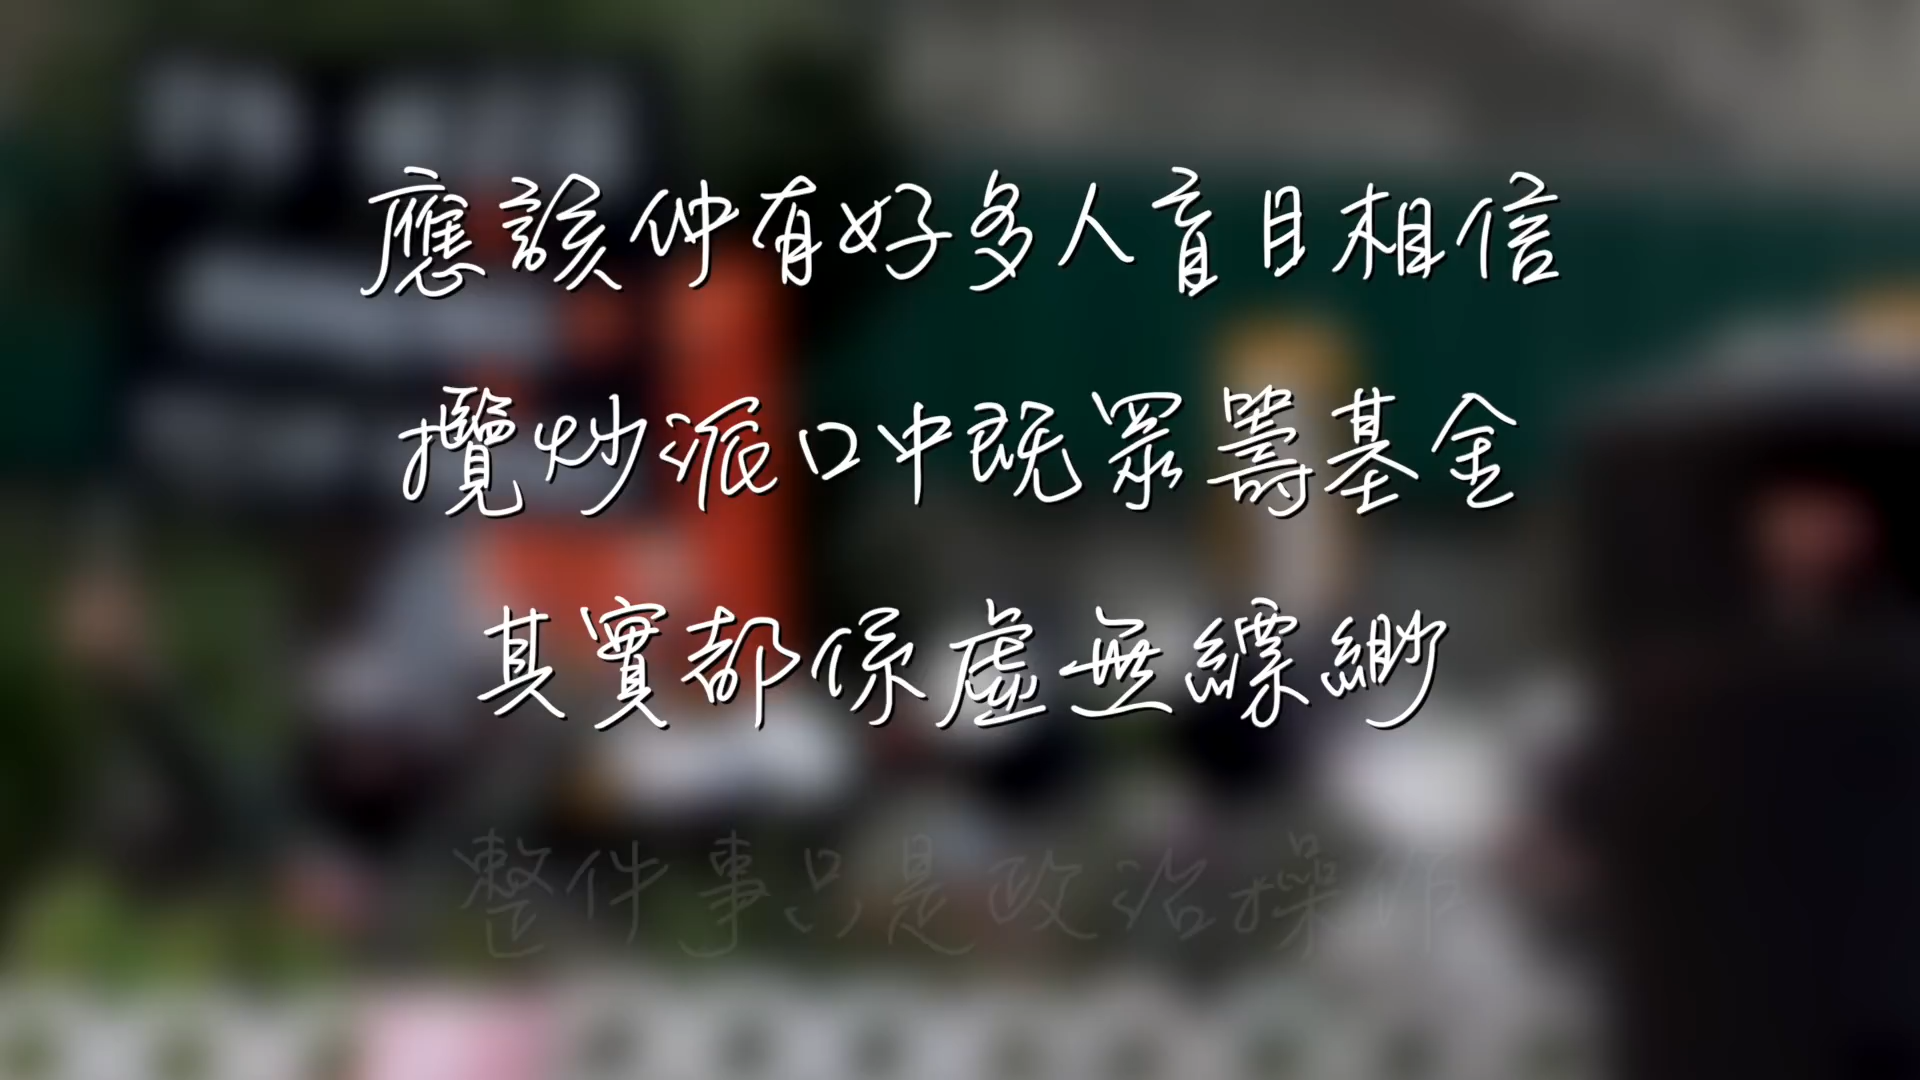 應該仲有好多人盲目相信
攬炒派口中既眾籌基金
其實都係虛無縹緲
整件事只是政治操作